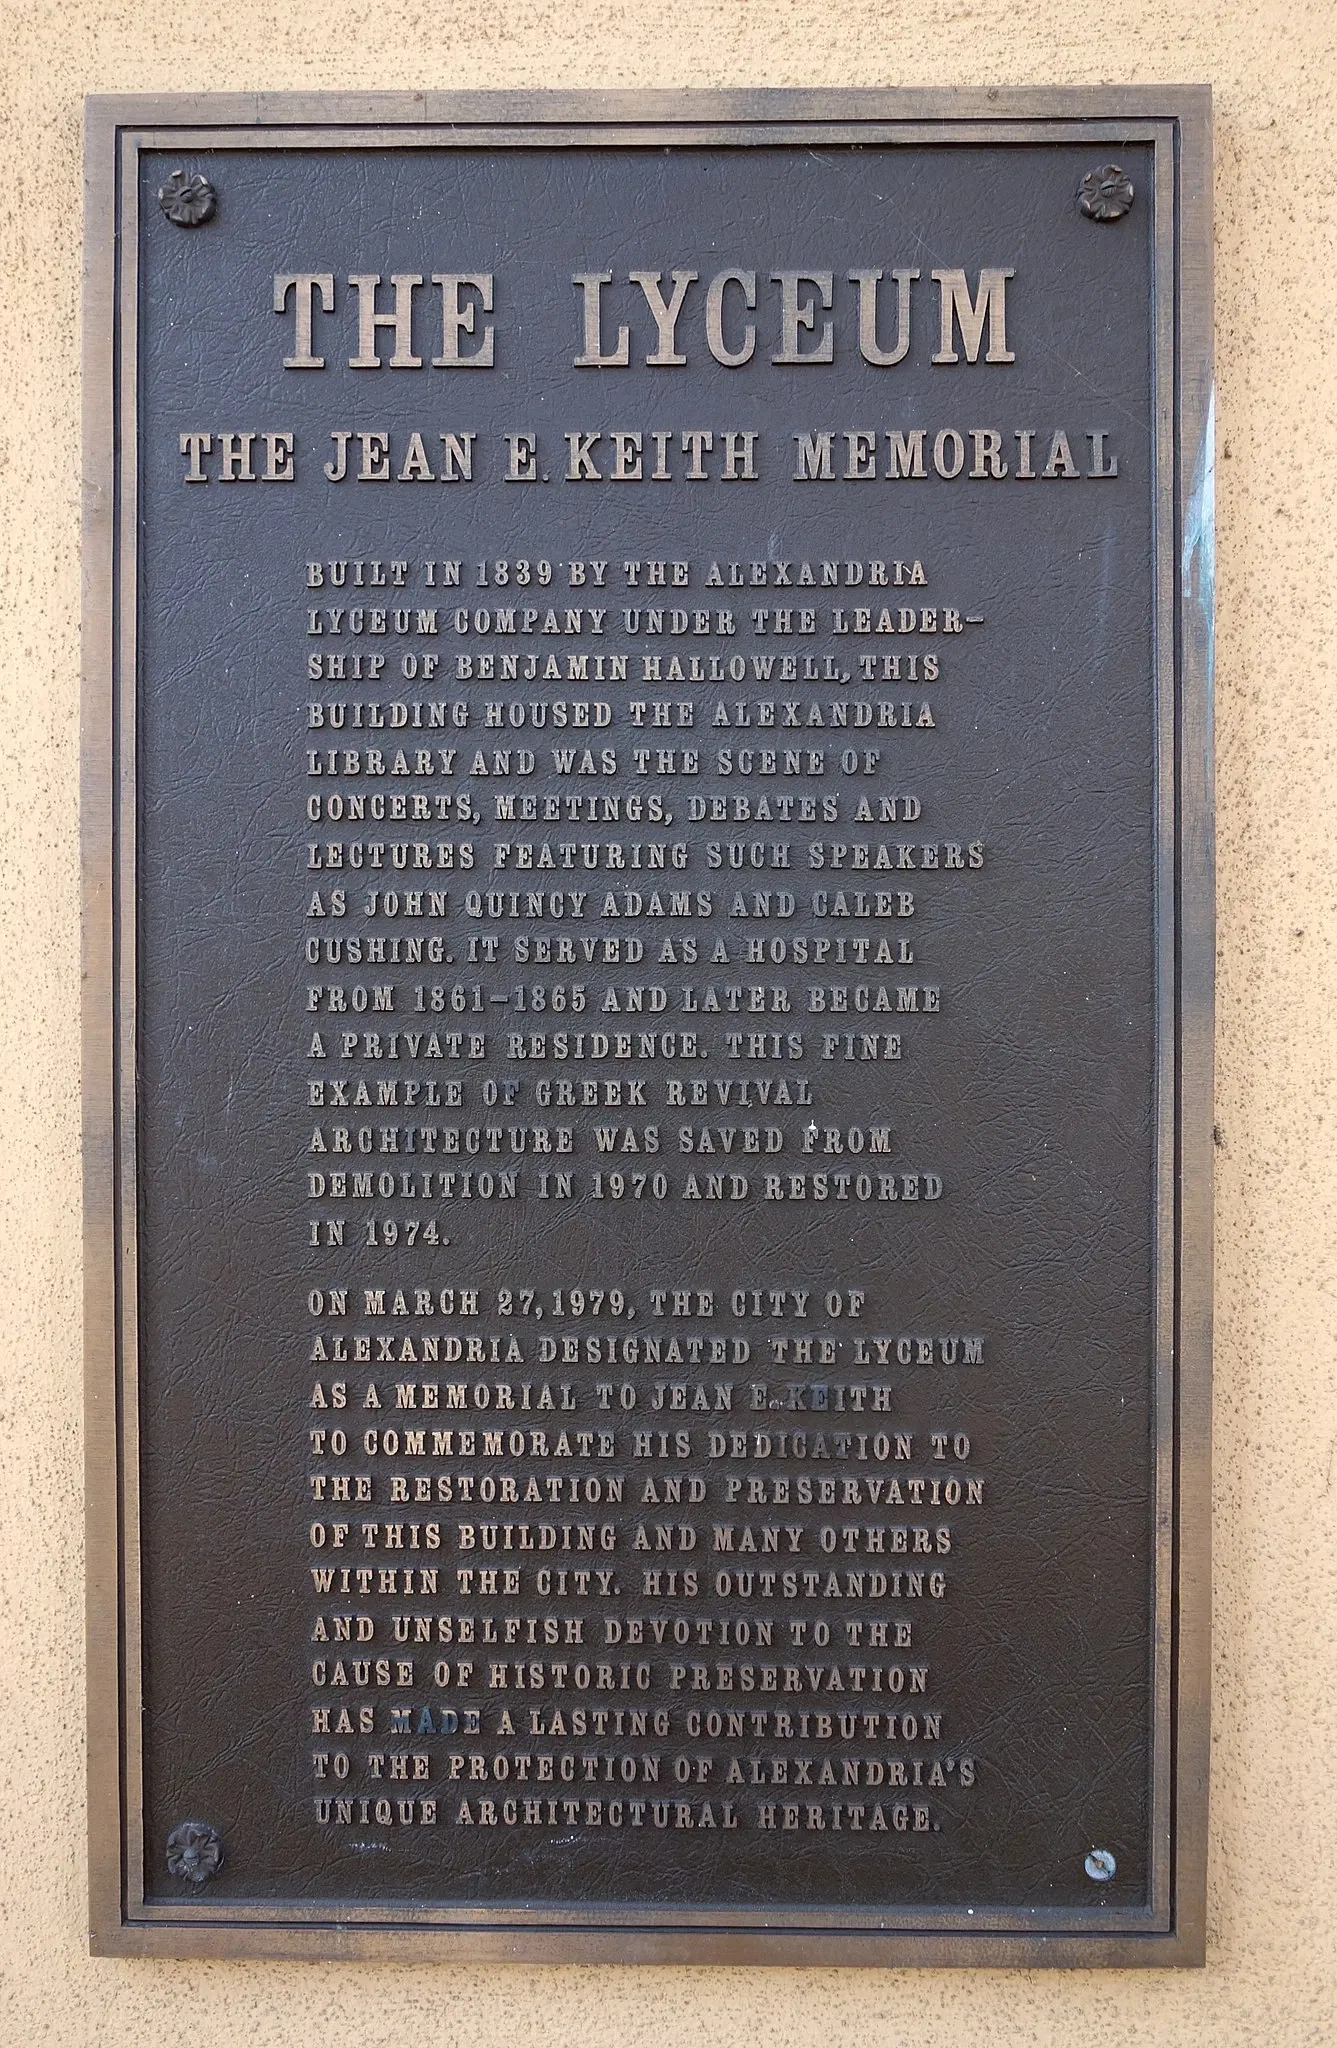 THE LYCEUM
THE JEAN E. KEITH MEMORIAL
BUILT IN 1839 BY THE ALEXANDRIA
LYCEUM COMPANY UNDER THE LEADER-
SHIP OF BENJAMIN HALLOWELL, THIS
BUILDING HOUSED THE ALEXANDRIA
LIBRARY AND WAS THE SCENE OF
CONCERTS, MEETINGS, DEBATES AND
LECTURES FEATURING SUCH SPEAKERS
AS JOHN QUINCY ADAMS AND CALEB
CUSHING. IT SERVED AS A HOSPITAL
FROM 1861-1865 AND LATER BECAME
A PRIVATE RESIDENCE. THIS FINE
EXAMPLE OF GREEK REVIVAL
ARCHITECTURE WAS SAVED FROM
DEMOLITION IN 1970 AND RESTORED
IN 1974.
ON MARCH 27, 1979, THE CITY OF
ALEXANDRIA DESIGNATED THE LYCEUM
AS A MEMORIAL TO JEAN E. KEITH
TO COMMEMORATE HIS DEDICATION TO
THE RESTORATION AND PRESERVATION
OF THIS BUILDING AND MANY OTHERS
WITHIN THE CITY. HIS OUTSTANDING
AND UNSELFISH DEVOTION TO THE
CAUSE OF HISTORIC PRESERVATION
HAS MADE A LASTING CONTRIBUTION
TO THE PROTECTION OF ALEXANDRIA'S
UNIQUE ARCHITECTURAL HERITAGE.